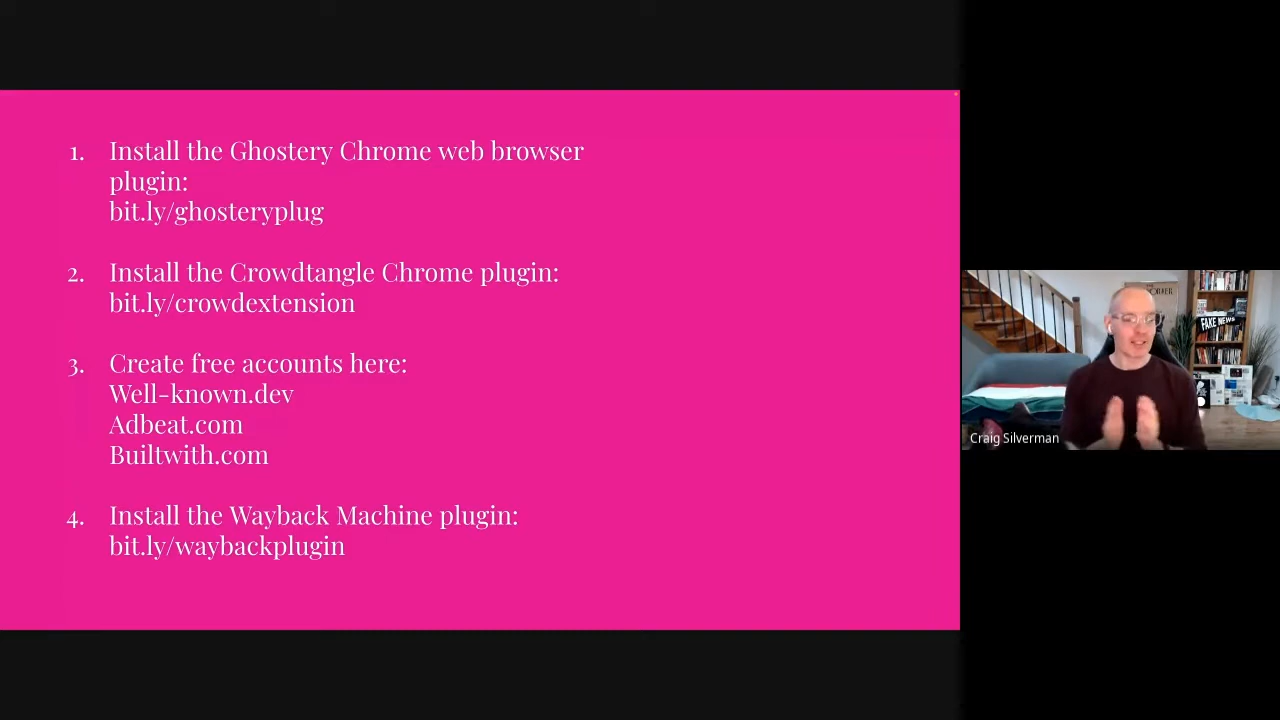 1. Install the Ghostery Chrome web browser
plugin:
bit.ly/ghosteryplug
2. Install the Crowdtangle Chrome plugin:
bit.ly/crowdextension
3. Create free accounts here:
Well-known.dev
Adbeat.com
Builtwith.com
4. Install the Wayback Machine plugin:
bit.ly/waybackplugin
FAKE NEWS
Craig Silverman